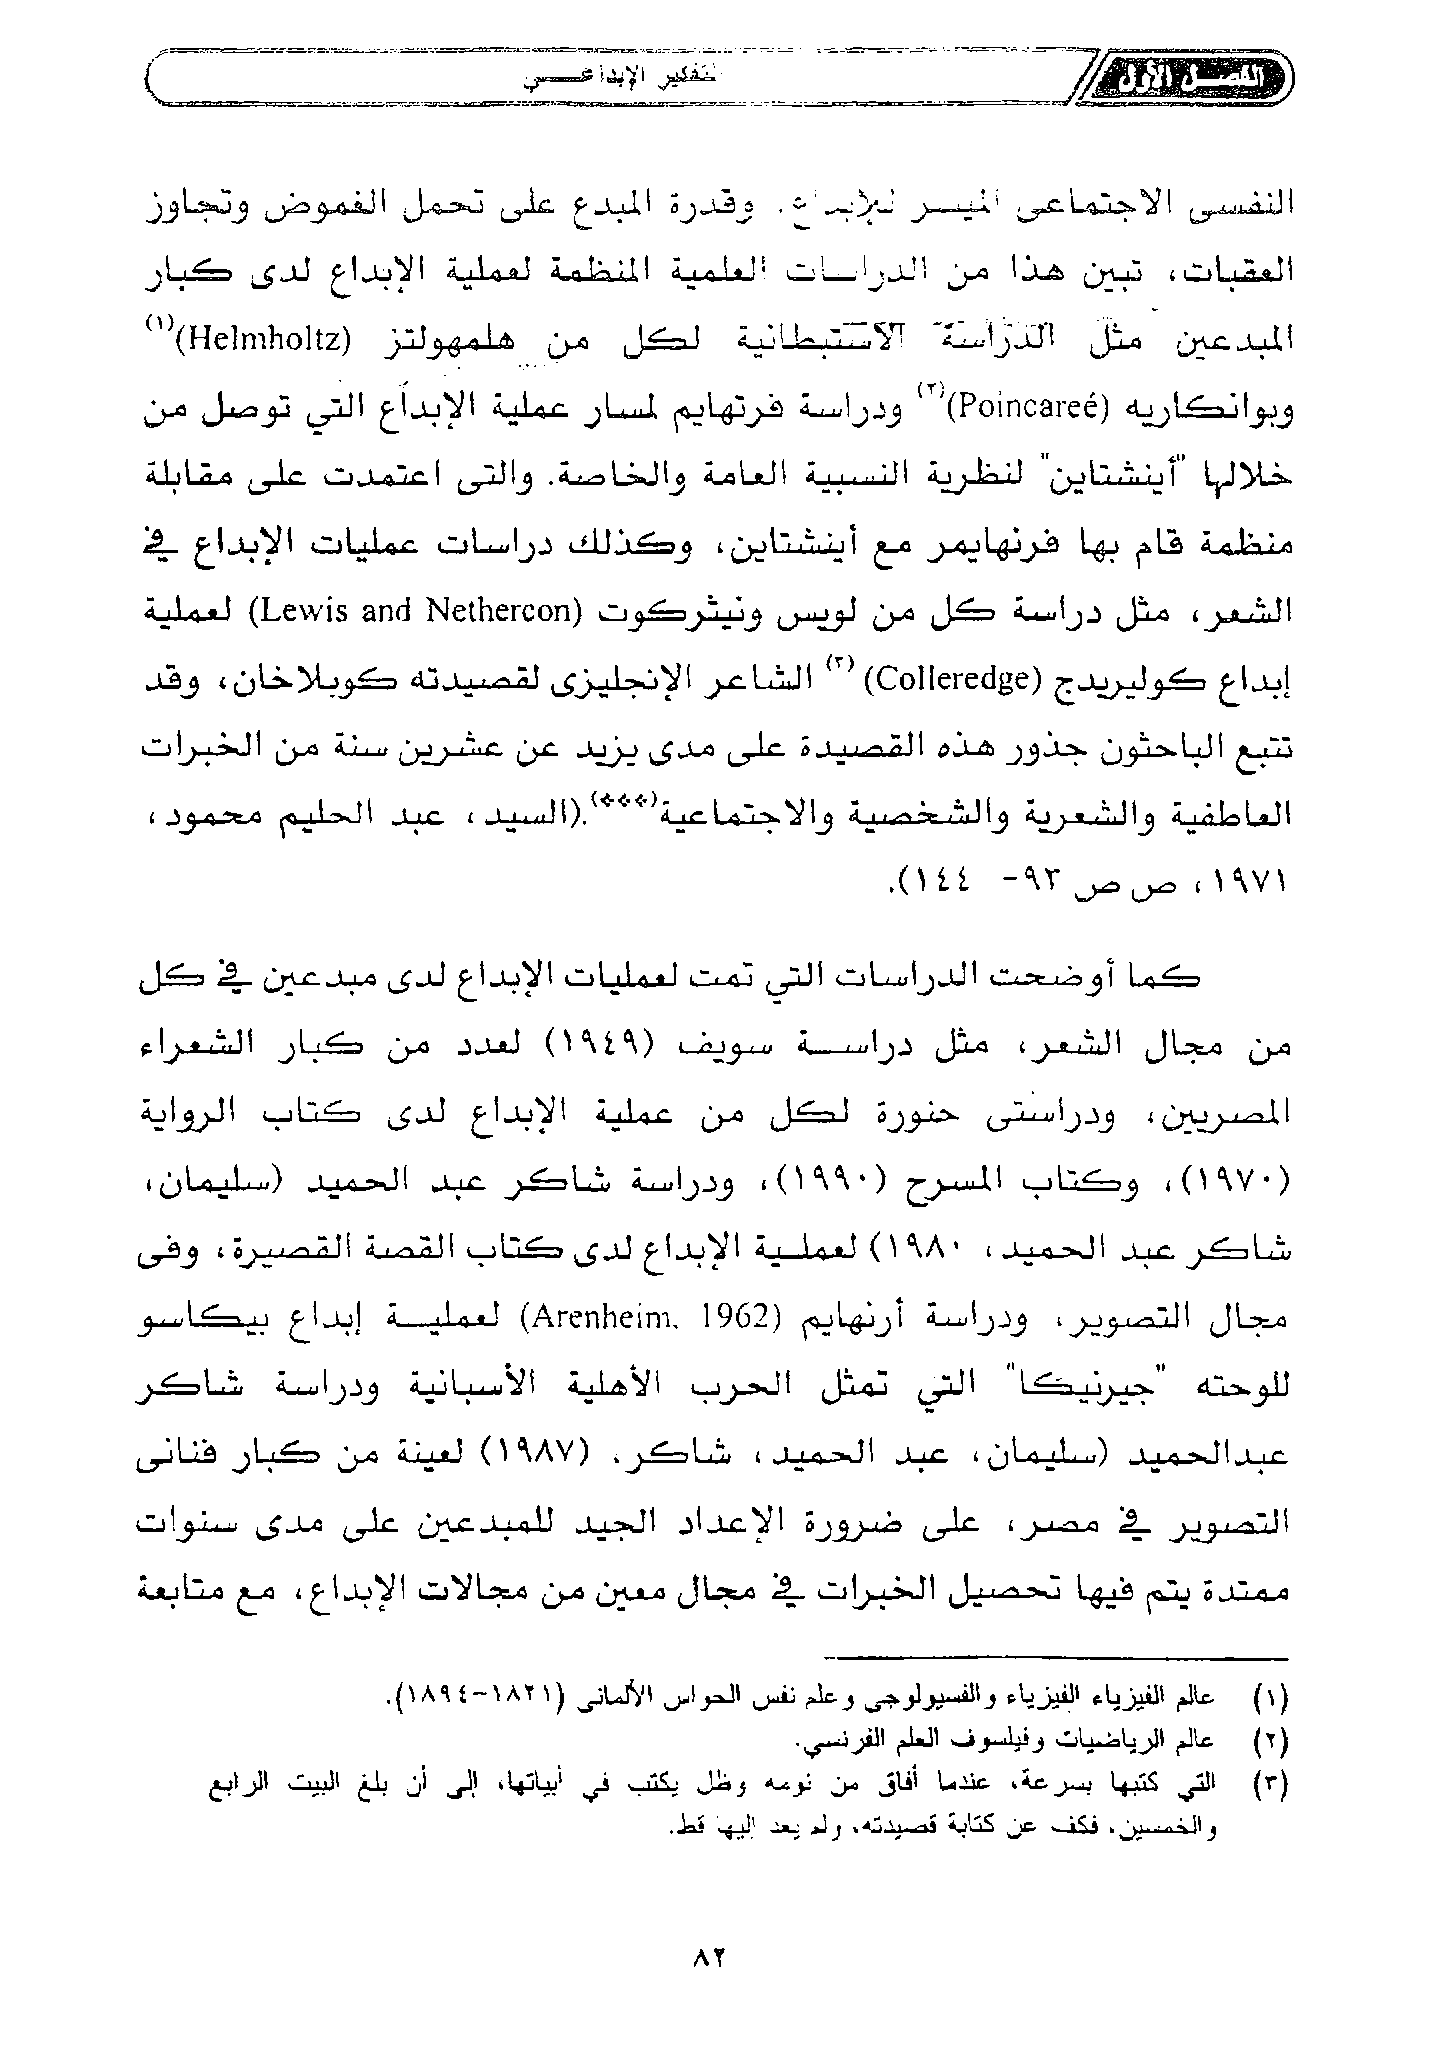 الفصل الأول
التفكير الإبداعي
النفسى الاجتماعى الميسر للإبداع. وقدرة المبدع على تحمل الغموض وتجاوز
العقبات، تبين هذا من الدراسات العلمية المنظمة لعملية الإبداع لدى كبار
المبدعين مثل الدراسة الاستبطانية لكل من هلمهولتز (Helmholtz)(١)
وبوانكاريه (Poincareé)(٢) ودراسة فرتهايم لمسار عملية الإبداع التي توصل من
خلالها "أينشتاين" لنظرية النسبية العامة والخاصة. والتى اعتمدت على مقابلة
منظمة قام بها فرتهايمر مع أينشتاين، وكذلك دراسات عمليات الإبداع في
الشعر، مثل دراسة كل من لويس ونيثركوت (Lewis and Nethercon) لعملية
إبداع كوليريدج (Colleredge) (٣) الشاعر الإنجليزى لقصيدته كوبلاخان، وقد
تتبع الباحثون جذور هذه القصيدة على مدى يزيد عن عشرين سنة من الخبرات
العاطفية والشعرية والشخصية والاجتماعية(***).(السيد، عبد الحليم محمود،
١٩٧١، ص ص ٩٣- ١٤٤).
كما أوضحت الدراسات التي تمت لعمليات الإبداع لدى مبدعين في كل
من مجال الشعر، مثل دراسة سويف (١٩٤٩) لعدد من كبار الشعراء
المصريين، ودراستى حنورة لكل من عملية الإبداع لدى كتاب الرواية
(١٩٧٠)، وكتاب المسرح (١٩٩٠)، ودراسة شاكر عبد الحميد (سليمان،
شاكر عبد الحميد، ١٩٨٠) لعملية الإبداع لدى كتاب القصة القصيرة، وفى
مجال التصوير، ودراسة أرنهايم (Arenheim, 1962) لعملية إبداع بيكاسو
للوحته "جيرنيكا" التي تمثل الحرب الأهلية الأسبانية ودراسة شاكر
عبدالحميد (سليمان، عبد الحميد، شاكر، (١٩٨٧) لعينة من كبار فنانى
التصوير في مصر، على ضرورة الإعداد الجيد للمبدعين على مدى سنوات
ممتدة يتم فيها تحصيل الخبرات في مجال معين من مجالات الإبداع، مع متابعة
(١) عالم الفيزياء الفيزياء والفسيولوجى وعلم نفس الحواس الألمانى (١٨٢١-١٨٩٤).
(٢) عالم الرياضيات وفيلسوف العلم الفرنسي.
(٣) التي كتبها بسرعة، عندما أفاق من نومه وظل يكتب في أبياتها، إلى أن بلغ البيت الرابع
والخمسين، فكف عن كتابة قصيدته، ولم يعد إليها قط.
٨٢